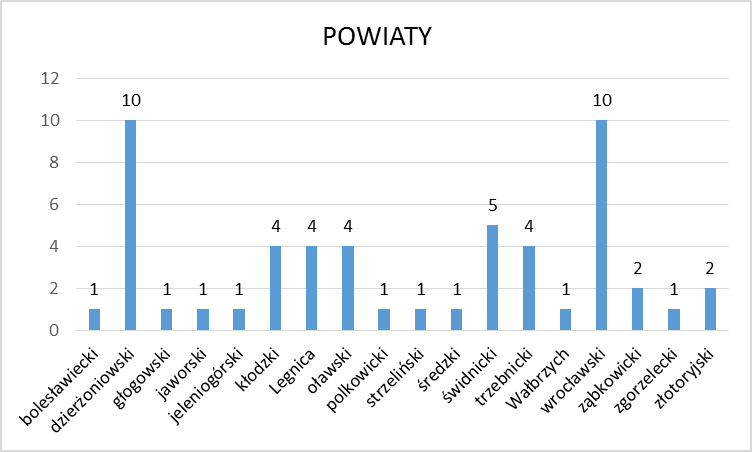 POWIATY
12
10
8
6
4
2
0
1
10
1
1
1
4
4
4
1
1
1
5
4
1
10
2
1
2
bolesławiecki
dzierżoniowski
głogowski
jaworski
jeleniogórski
kłodzki
Legnica
oławski
polkowicki
strzeliński
średzki
świdnicki
trzebnicki
Wałbrzych
wrocławski
ząbkowicki
zgorzelecki
złotoryjski